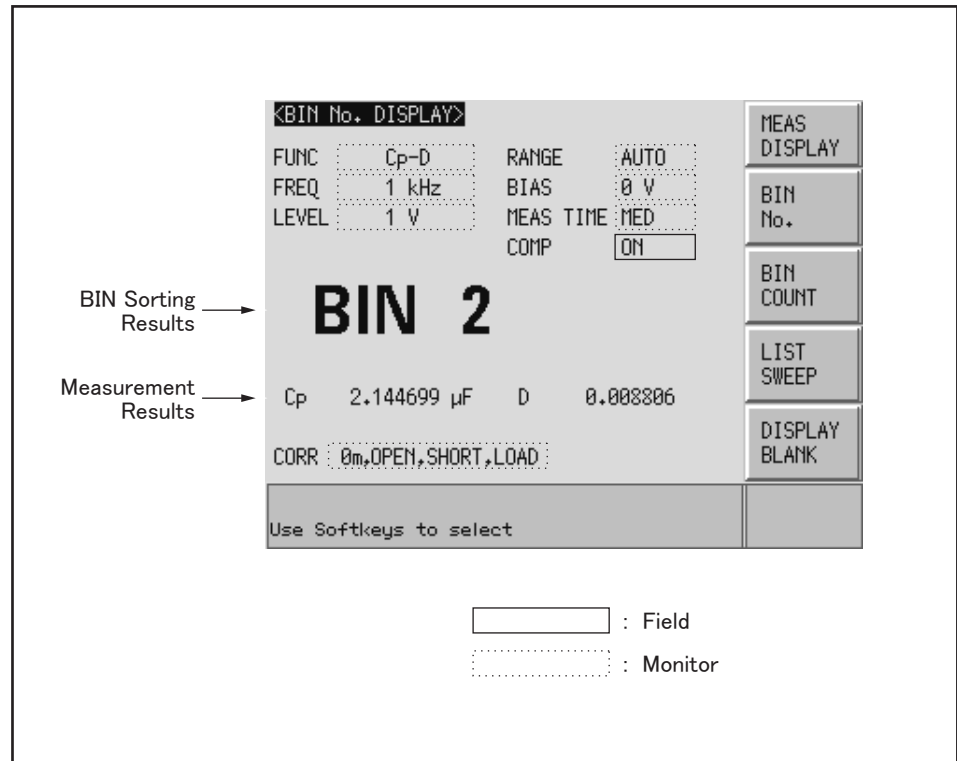 <BIN No. DISPLAY>
FUNC Cp-D RANGE AUTO
FREQ 1 kHz BIAS 0 V
LEVEL 1 V MEAS TIME MED
COMP ON
BIN Sorting
Results
BIN 2
Measurement
Results
Cp 2.144699 µF D 0.008806
CORR 0m,OPEN,SHORT,LOAD
Use Softkeys to select
MEAS
DISPLAY
BIN
No.
BIN
COUNT
LIST
SWEEP
DISPLAY
BLANK
: Field
: Monitor